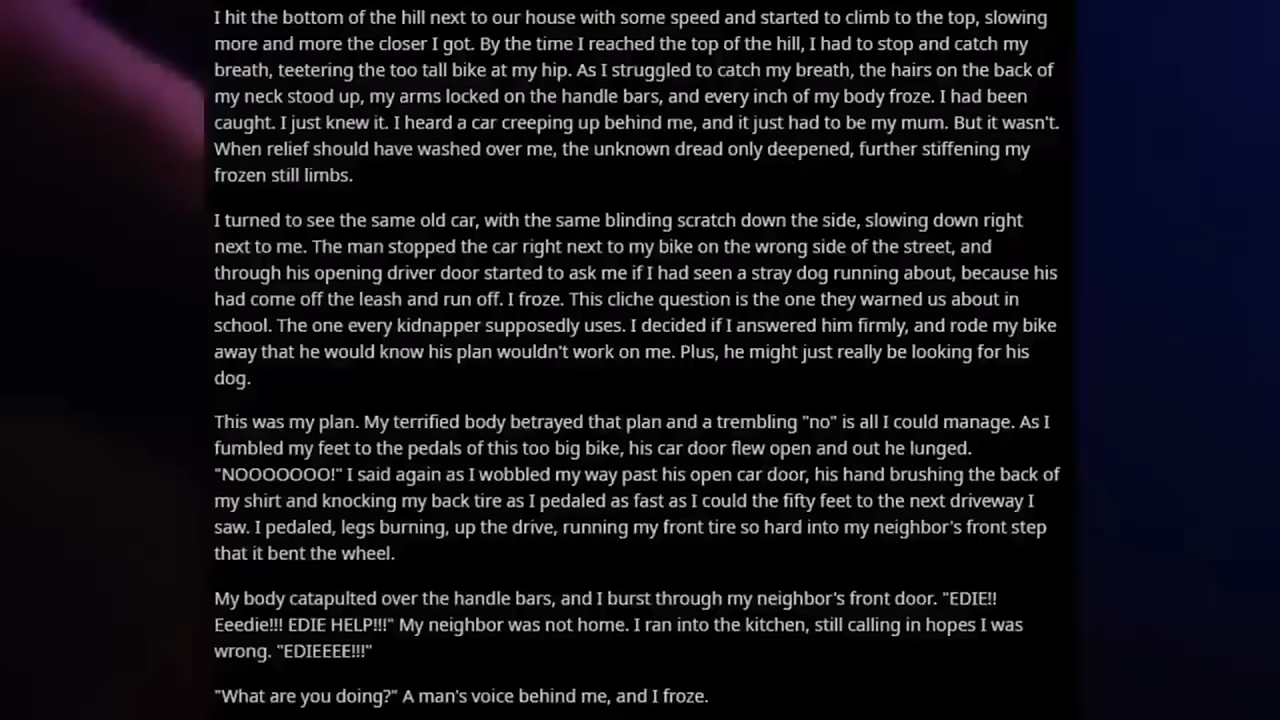 I hit the bottom of the hill next to our house with some speed and started to climb to the top, slowing
more and more the closer I got. By the time I reached the top of the hill, I had to stop and catch my
breath, teetering the too tall bike at my hip. As I struggled to catch my breath, the hairs on the back of
my neck stood up, my arms locked on the handle bars, and every inch of my body froze. I had been
caught. I just knew it. I heard a car creeping up behind me, and it just had to be my mum. But it wasn't.
When relief should have washed over me, the unknown dread only deepened, further stiffening my
frozen still limbs.
I turned to see the same old car, with the same blinding scratch down the side, slowing down right
next to me. The man stopped the car right next to my bike on the wrong side of the street, and
through his opening driver door started to ask me if I had seen a stray dog running about, because his
had come off the leash and run off. I froze. This cliche question is the one they warned us about in
school. The one every kidnapper supposedly uses. I decided if I answered him firmly, and rode my bike
away that he would know his plan wouldn't work on me. Plus, he might just really be looking for his
dog.
This was my plan. My terrified body betrayed that plan and a trembling "no" is all I could manage. As I
fumbled my feet to the pedals of this too big bike, his car door flew open and out he lunged.
"NOOOOOOO!" I said again as I wobbled my way past his open car door, his hand brushing the back of
my shirt and knocking my back tire as I pedaled as fast as I could the fifty feet to the next driveway I
saw. I pedaled, legs burning, up the drive, running my front tire so hard into my neighbor's front step
that it bent the wheel.
My body catapulted over the handle bars, and I burst through my neighbor's front door. "EDIE!!
Eeedie!!! EDIE HELP!!!" My neighbor was not home. I ran into the kitchen, still calling in hopes I was
wrong. "EDIEEEE!!!"
"What are you doing?" A man's voice behind me, and I froze.